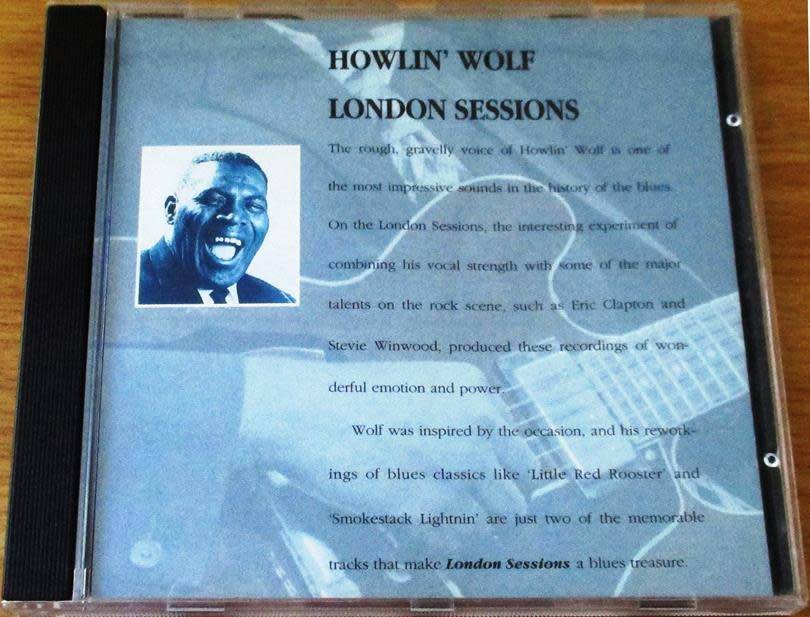 HOWLIN' WOLF
LONDON SESSIONS
The rough, gravelly voice of Howlin' Wolf is one of
the most impressive sounds in the history of the blues.
On the London Sessions, the interesting experiment of
combining his vocal strength with some of the major
talents on the rock scene, such as Eric Clapton and
Stevie Winwood, produced these recordings of won-
derful emotion and power.
Wolf was inspired by the occasion, and his rework-
ings of blues classics like 'Little Red Rooster' and
'Smokestack Lightnin' are just two of the memorable
tracks that make London Sessions a blues treasure.